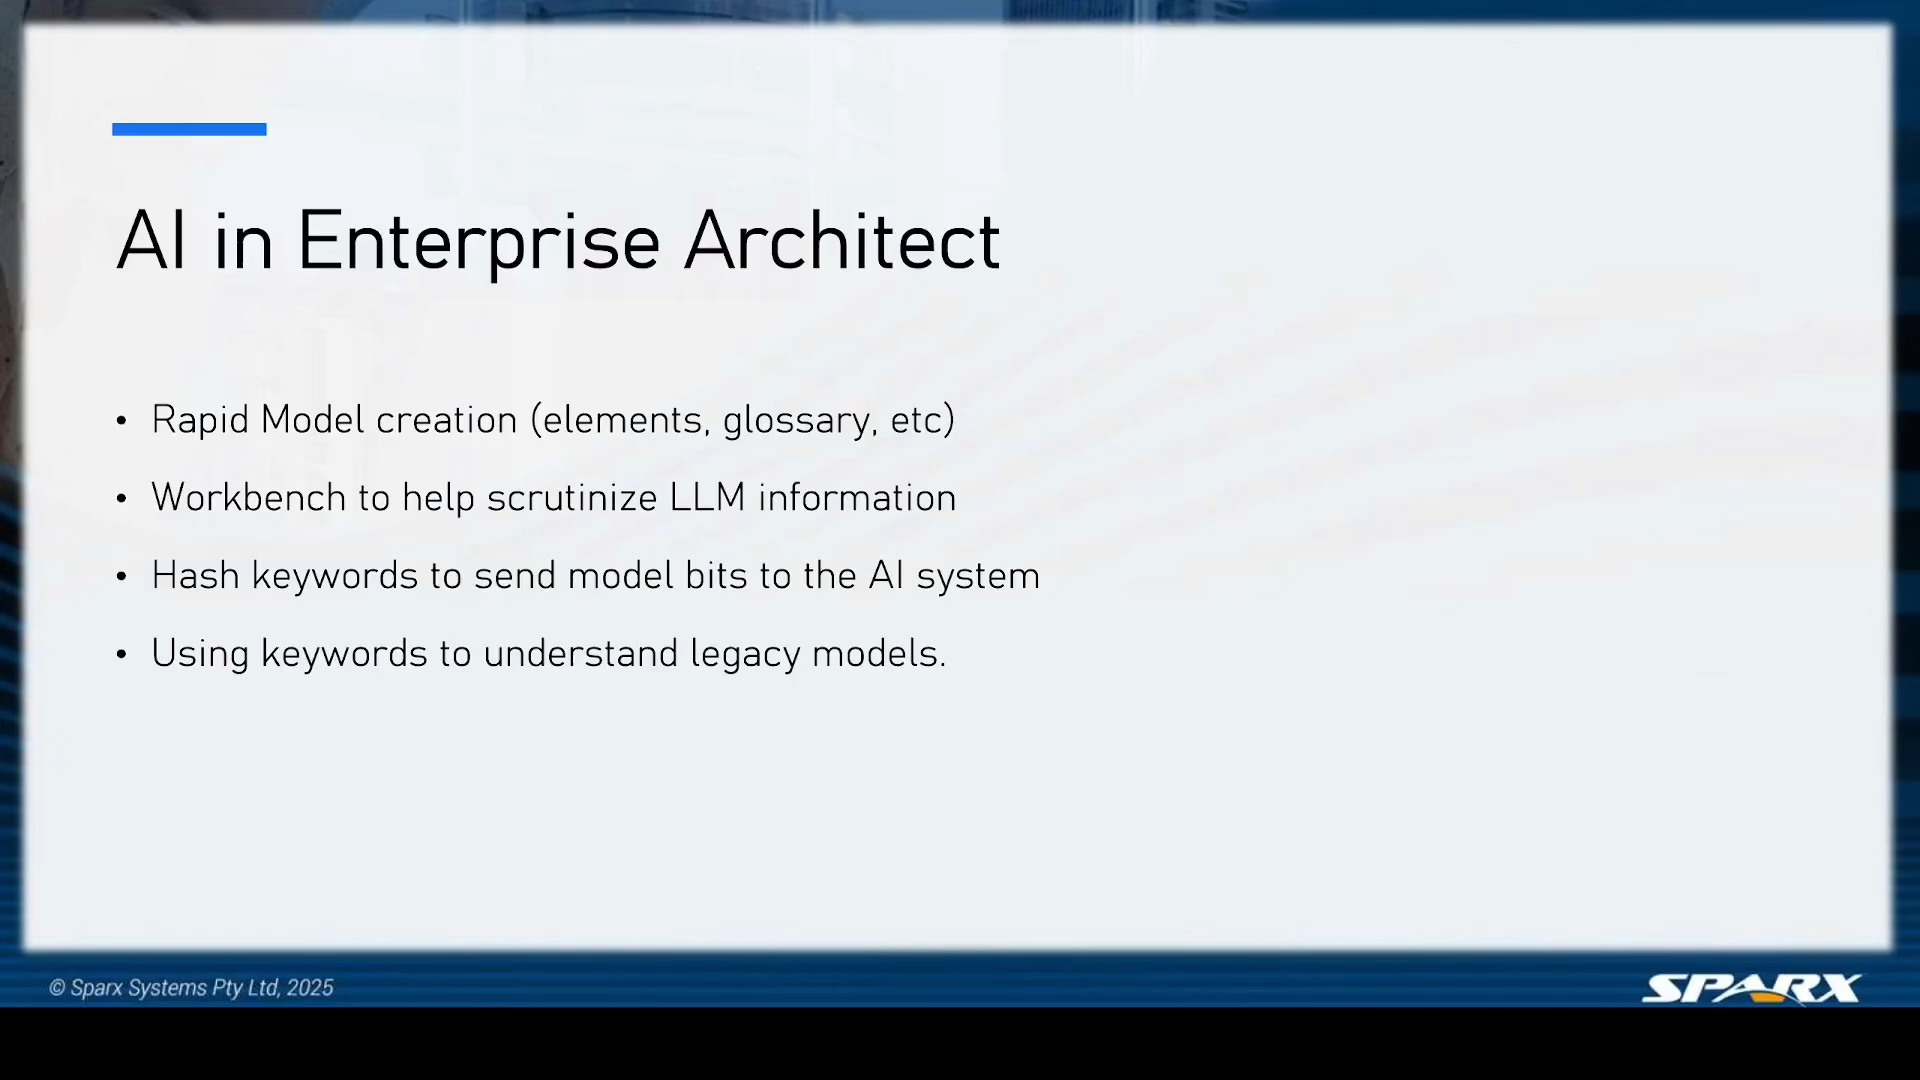 AI in Enterprise Architect
• Rapid Model creation (elements, glossary, etc)
• Workbench to help scrutinize LLM information
• Hash keywords to send model bits to the AI system
• Using keywords to understand legacy models.
© Sparx Systems Pty Ltd, 2025
SPARX